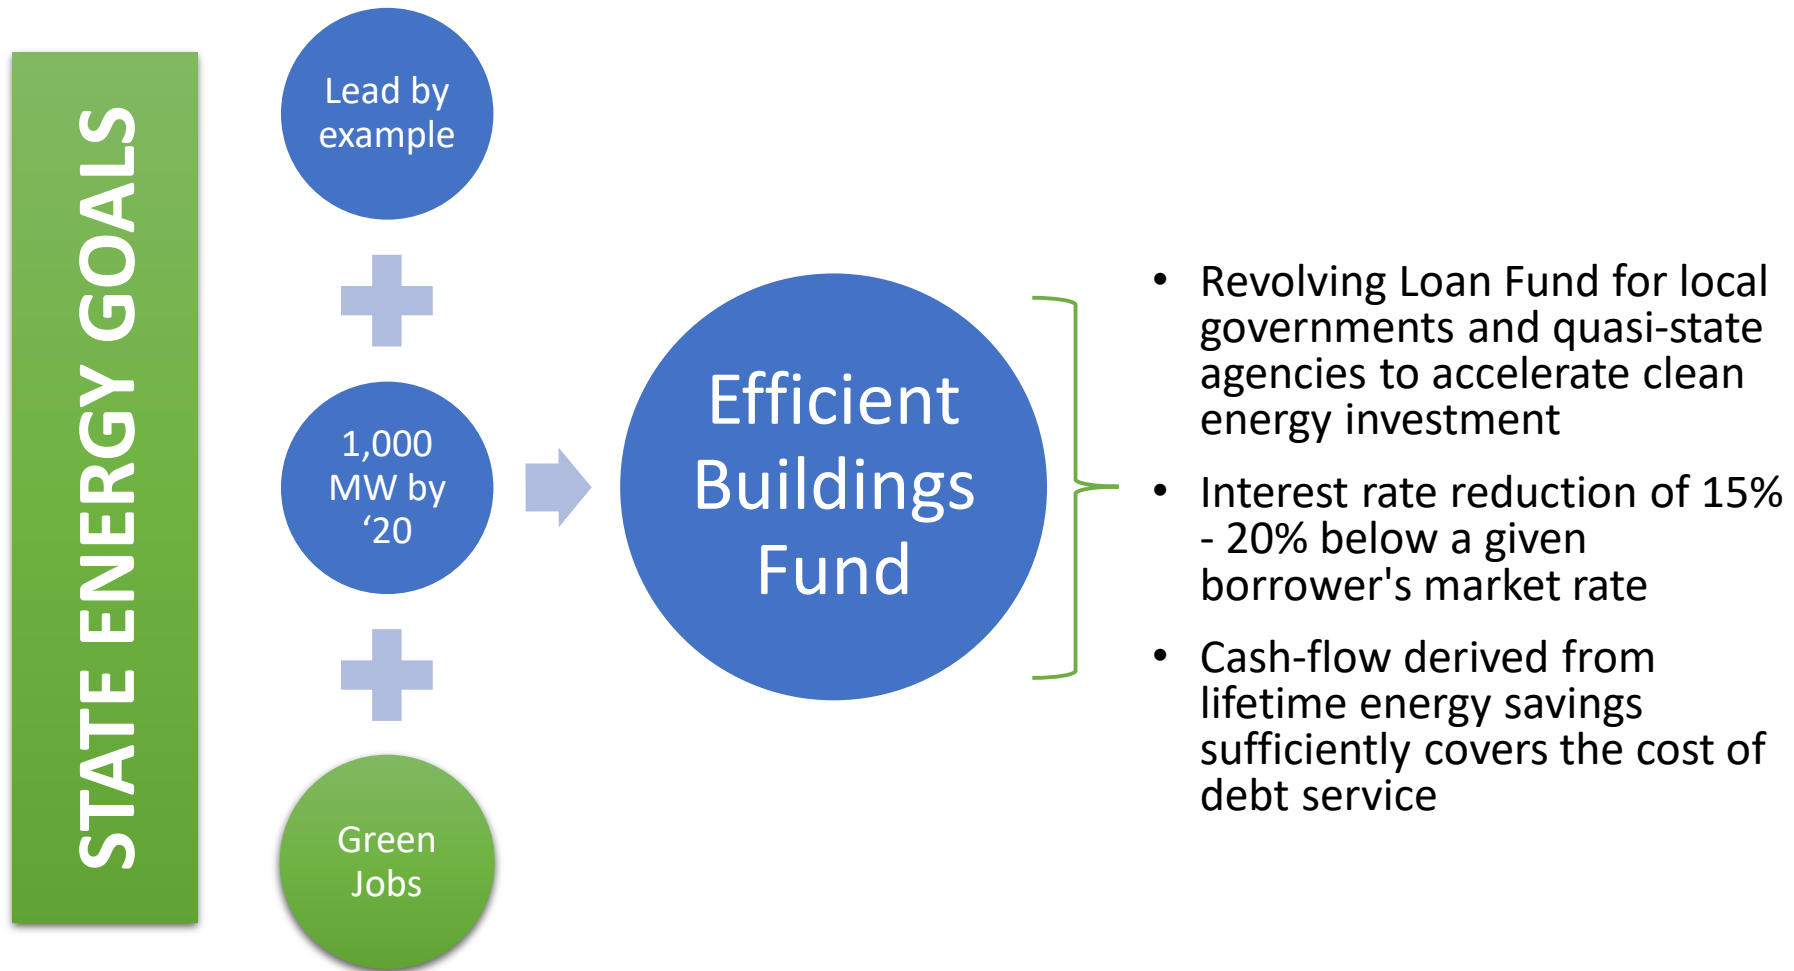 STATE ENERGY GOALS
Lead by
example
1,000
MW by
‘20
Green
Jobs
Efficient
Buildings
Fund
• Revolving Loan Fund for local
governments and quasi-state
agencies to accelerate clean
energy investment
• Interest rate reduction of 15%
- 20% below a given
borrower's market rate
• Cash-flow derived from
lifetime energy savings
sufficiently covers the cost of
debt service